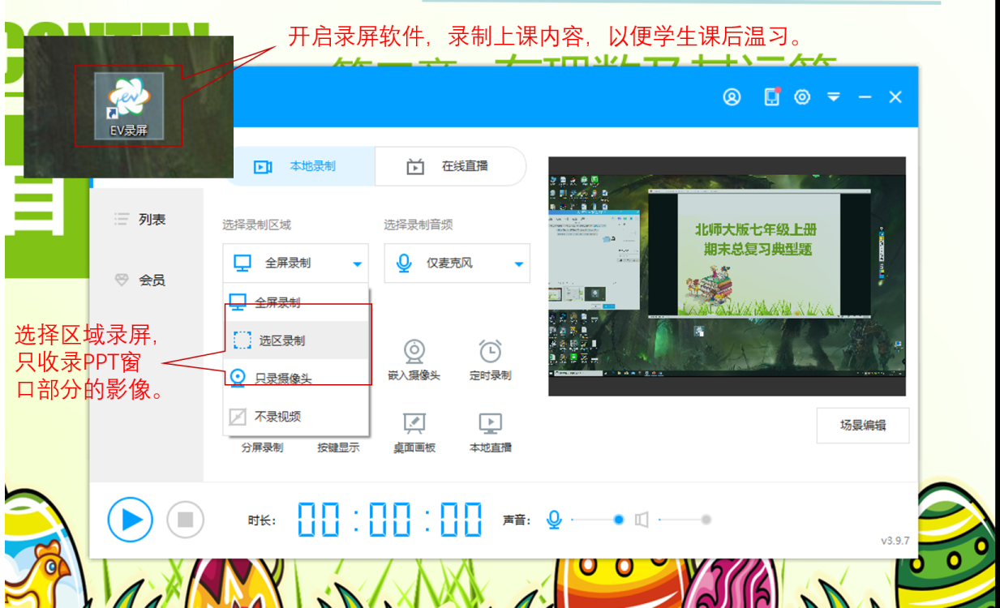 开启录屏软件，录制上课内容，以便学生课后温习。
EV录屏
本地录制
在线直播
列表
会员
选择录制区域
选择录制音频
全屏录制
仅麦克风
全屏录制
选区录制
只录摄像头
不录视频
选择区域录屏，
只收录PPT窗
口部分的影像。
嵌入摄像头
定时录制
分屏录制
按键显示
桌面画板
本地直播
北师大版七年级上册
期末总复习典型题
场景编辑
时长：
00:00:00
声音：
v3.9.7